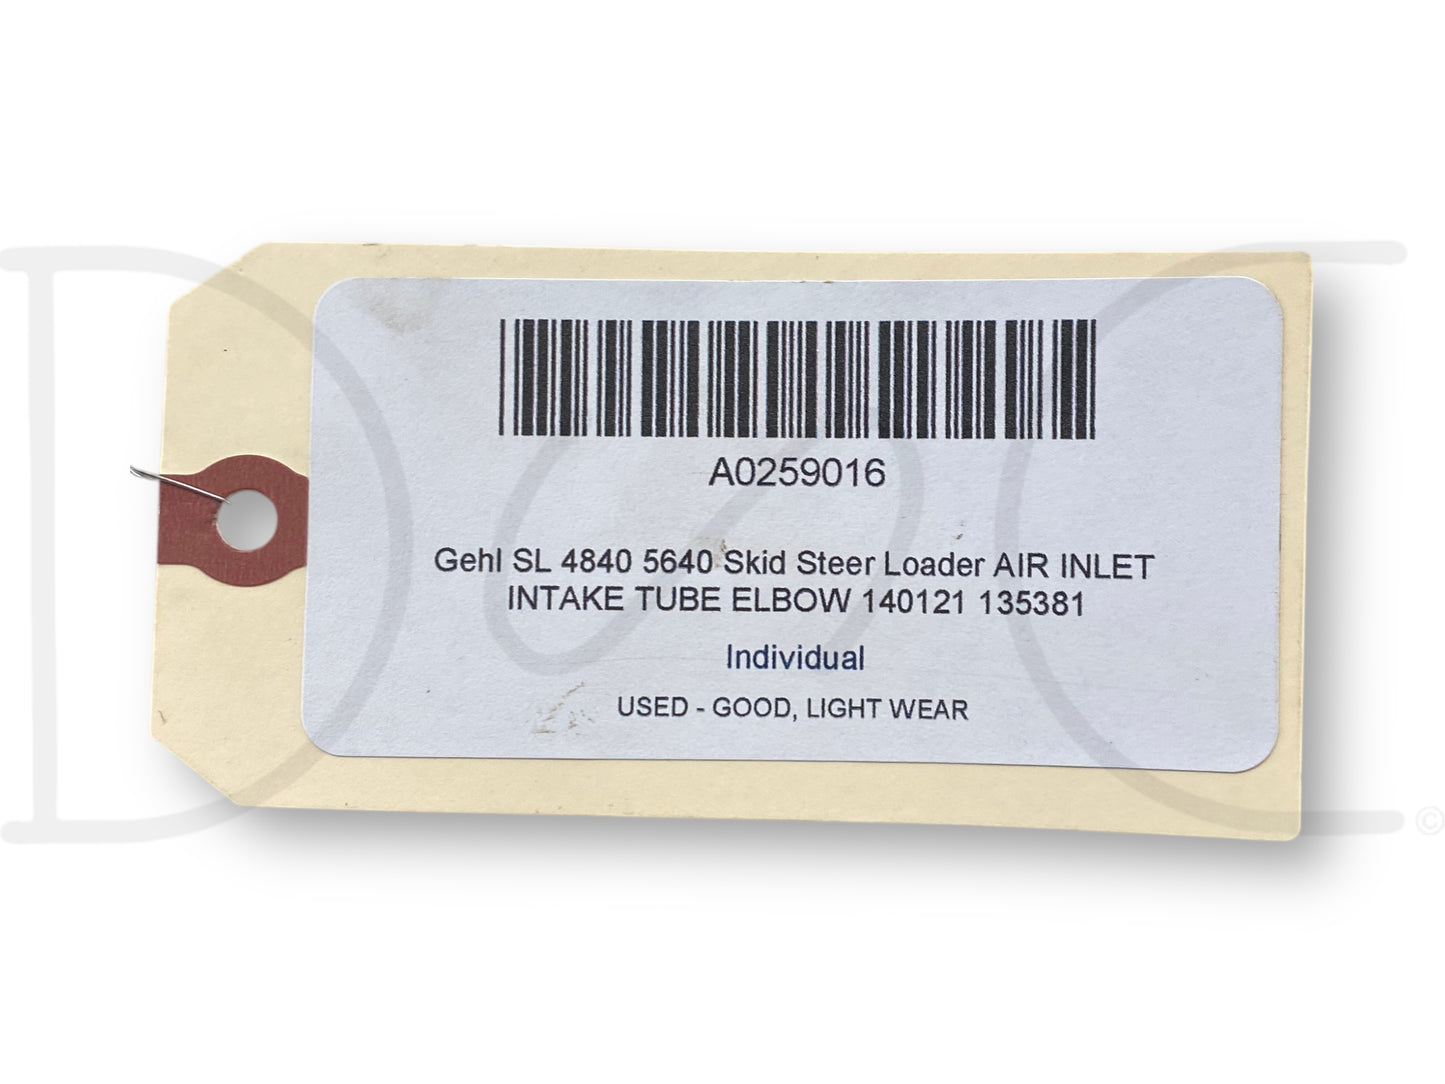 A0259016
Gehl SL 4840 5640 Skid Steer Loader AIR INLET
INTAKE TUBE ELBOW 140121 135381
Individual
USED - GOOD, LIGHT WEAR
©